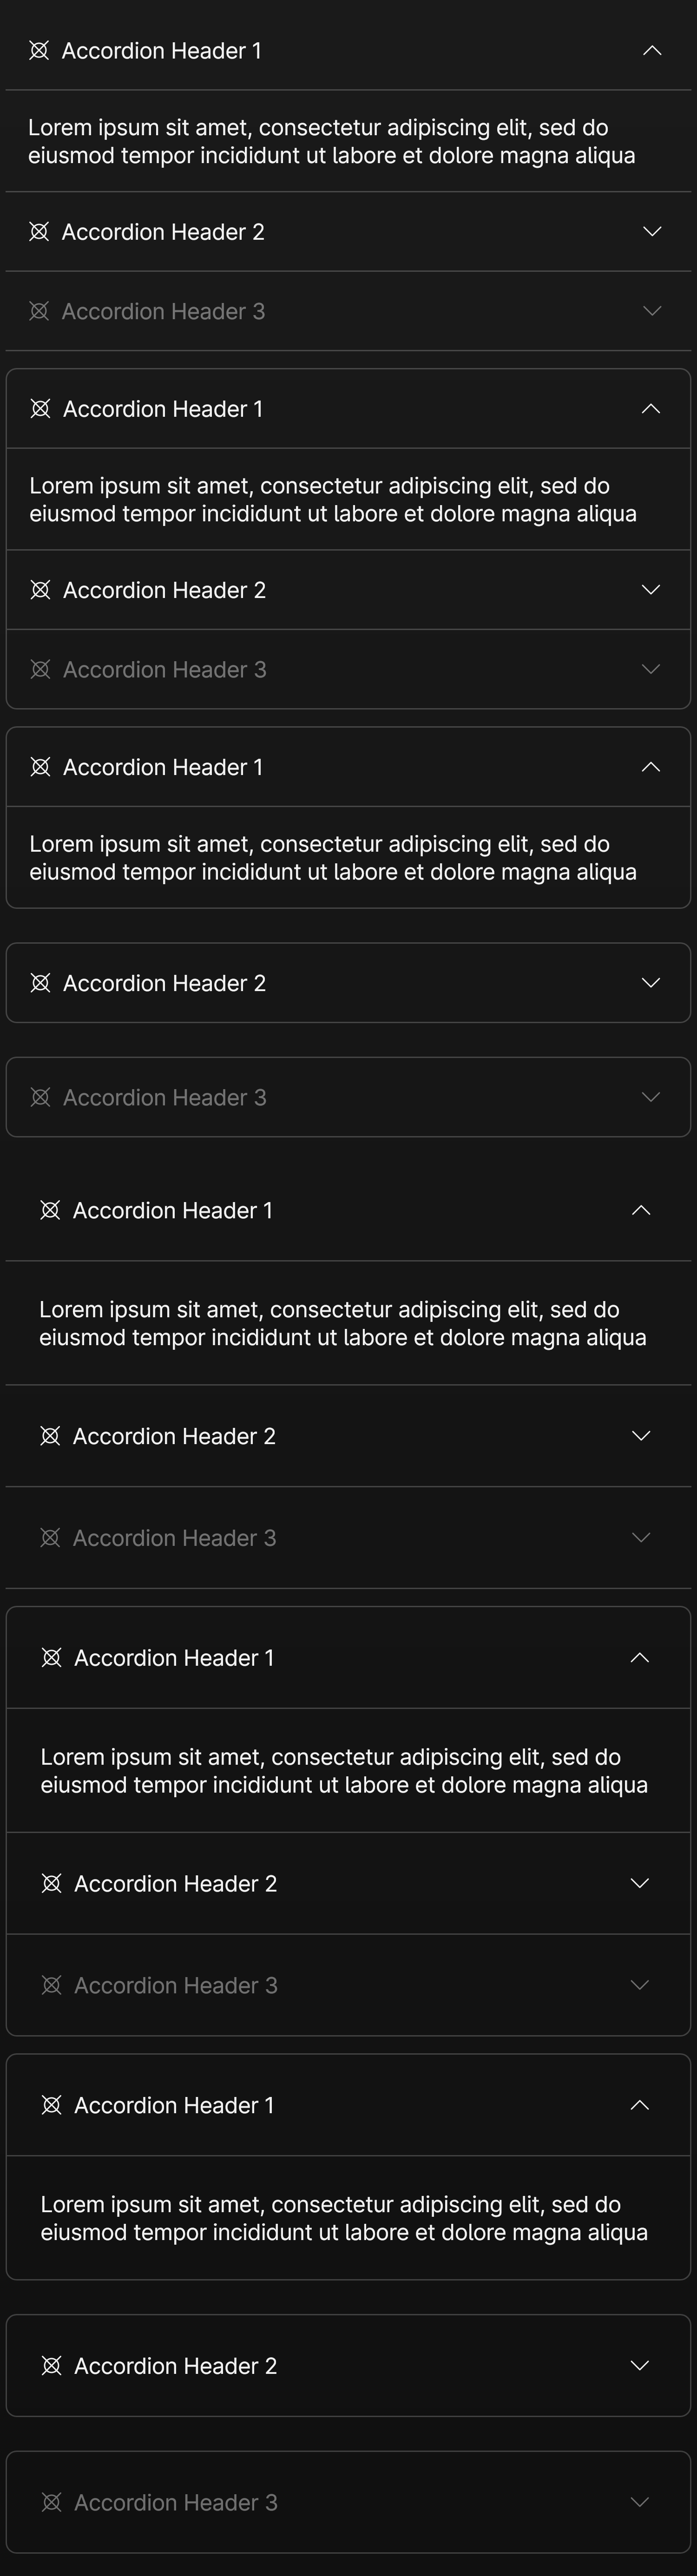 Accordion Header 1
Lorem ipsum sit amet, consectetur adipiscing elit, sed do
eiusmod tempor incididunt ut labore et dolore magna aliqua
Accordion Header 2
Accordion Header 3
Accordion Header 1
Lorem ipsum sit amet, consectetur adipiscing elit, sed do
eiusmod tempor incididunt ut labore et dolore magna aliqua
Accordion Header 2
Accordion Header 3
Accordion Header 1
Lorem ipsum sit amet, consectetur adipiscing elit, sed do
eiusmod tempor incididunt ut labore et dolore magna aliqua
Accordion Header 2
Accordion Header 3
Accordion Header 1
Lorem ipsum sit amet, consectetur adipiscing elit, sed do
eiusmod tempor incididunt ut labore et dolore magna aliqua
Accordion Header 2
Accordion Header 3
Accordion Header 1
Lorem ipsum sit amet, consectetur adipiscing elit, sed do
eiusmod tempor incididunt ut labore et dolore magna aliqua
Accordion Header 2
Accordion Header 3
Accordion Header 1
Lorem ipsum sit amet, consectetur adipiscing elit, sed do
eiusmod tempor incididunt ut labore et dolore magna aliqua
Accordion Header 2
Accordion Header 3